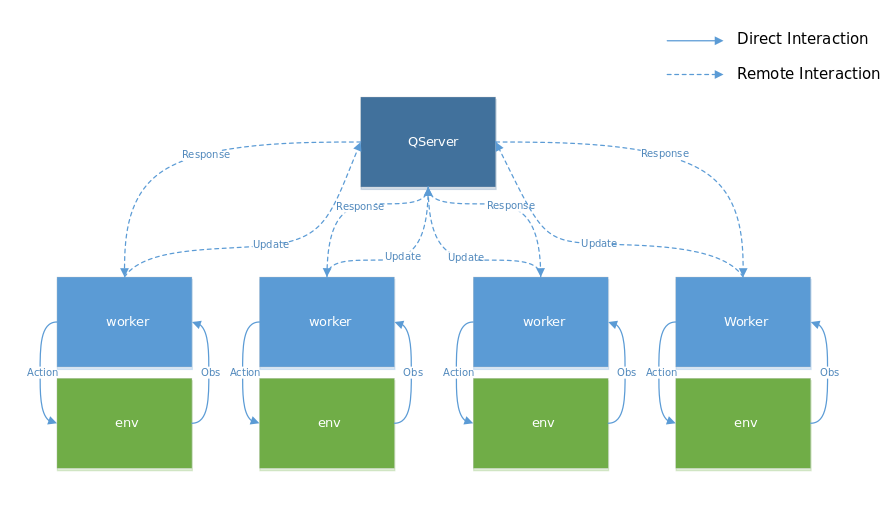 Direct Interaction
Remote Interaction
QServer
Response
Response
Response
Response
Update
Update
Update
Update
worker
worker
worker
Worker
Action
Obs
Action
Obs
Action
Obs
Action
Obs
env
env
env
env